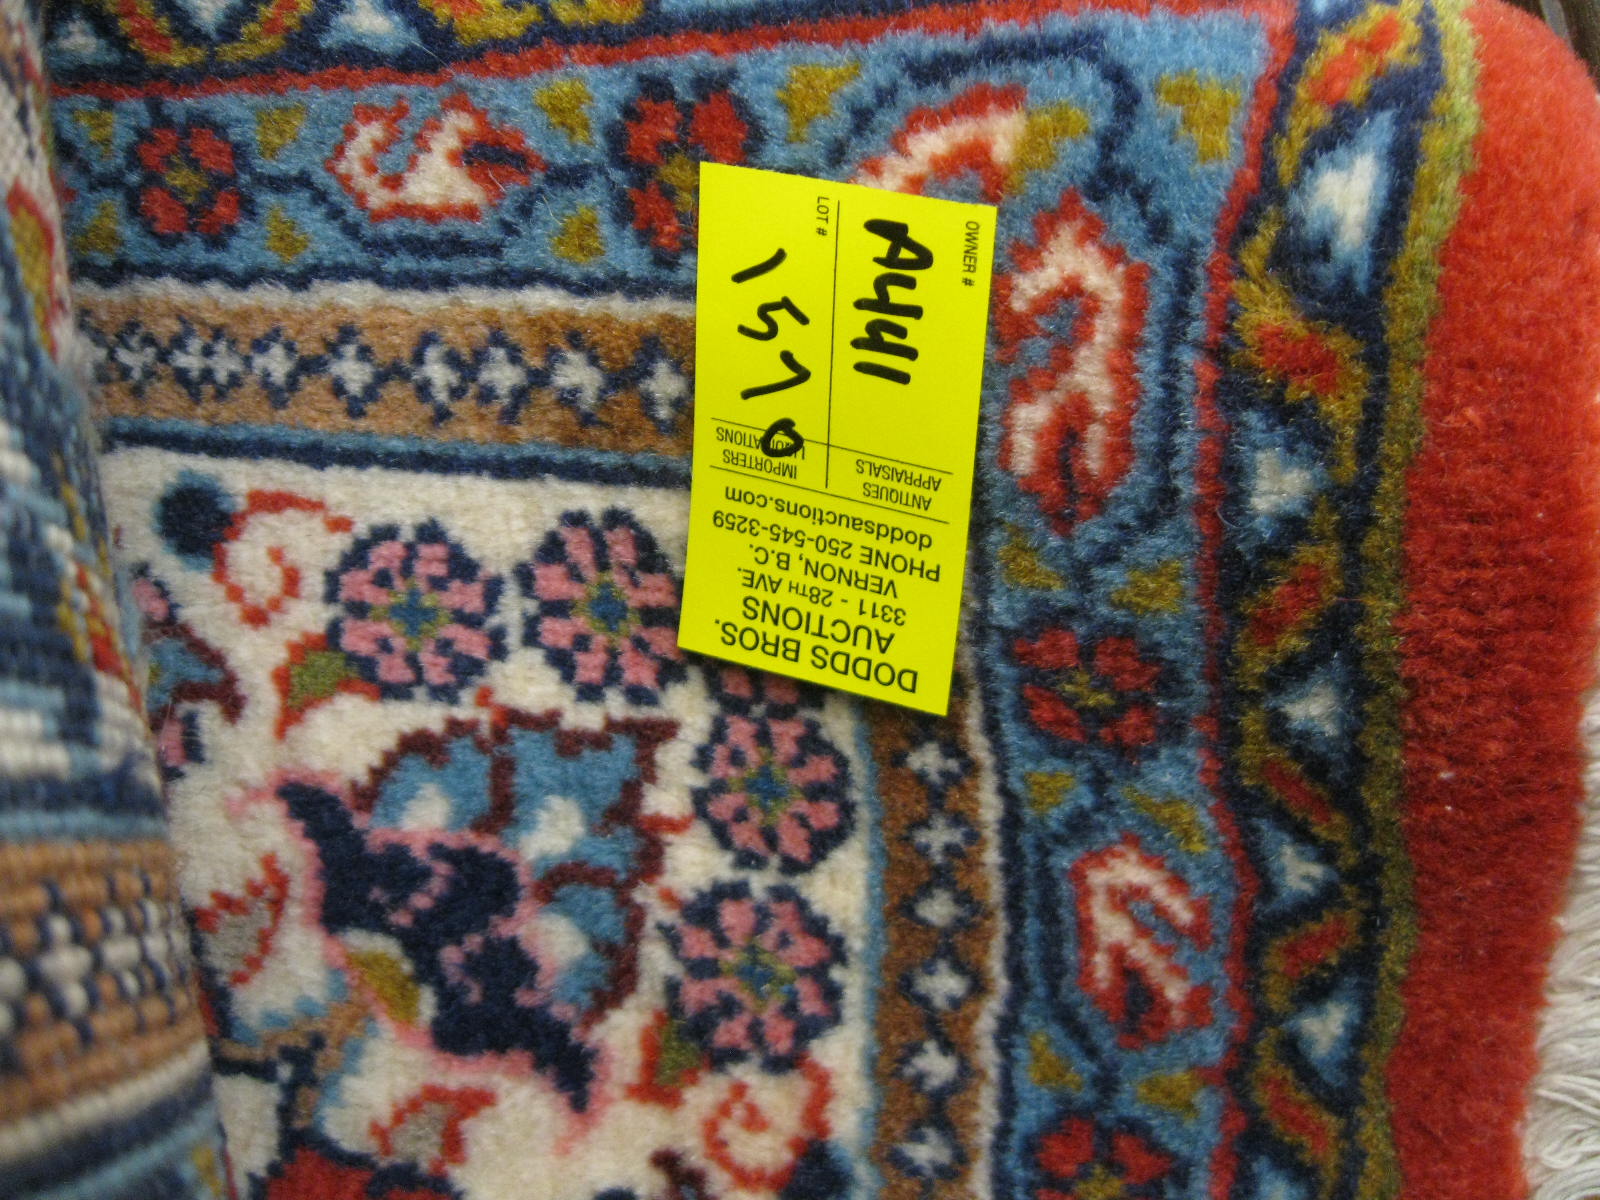 DODDS BROS.
AUCTIONS
3311 - 28TH AVE.
VERNON, B.C.
PHONE 250-545-3259
doddsauctions.com
ANTIQUES
APPRAISALS
IMPORTERS
LIQUIDATIONS
OWNER #
A441
LOT #
1570